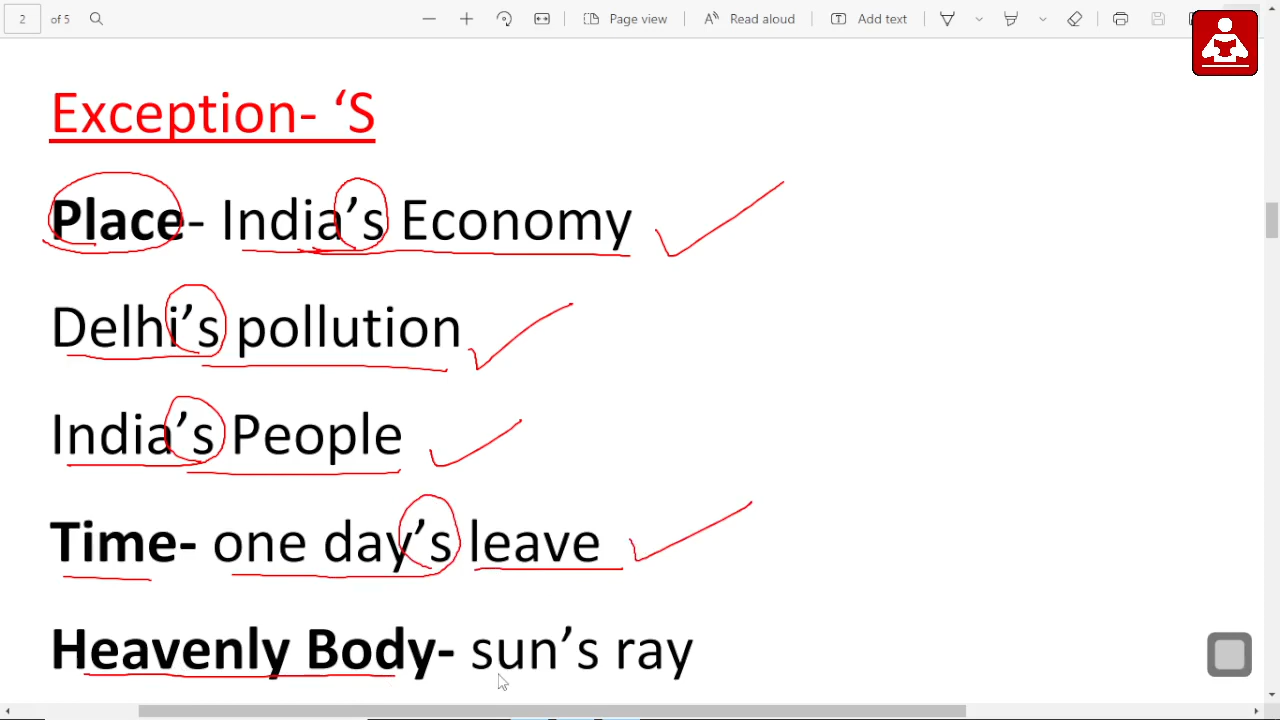 2 of 5 Page view Read aloud Add text
Exception- ‘S
Place- India’s Economy
Delhi’s pollution
India’s People
Time- one day’s leave
Heavenly Body- sun’s ray